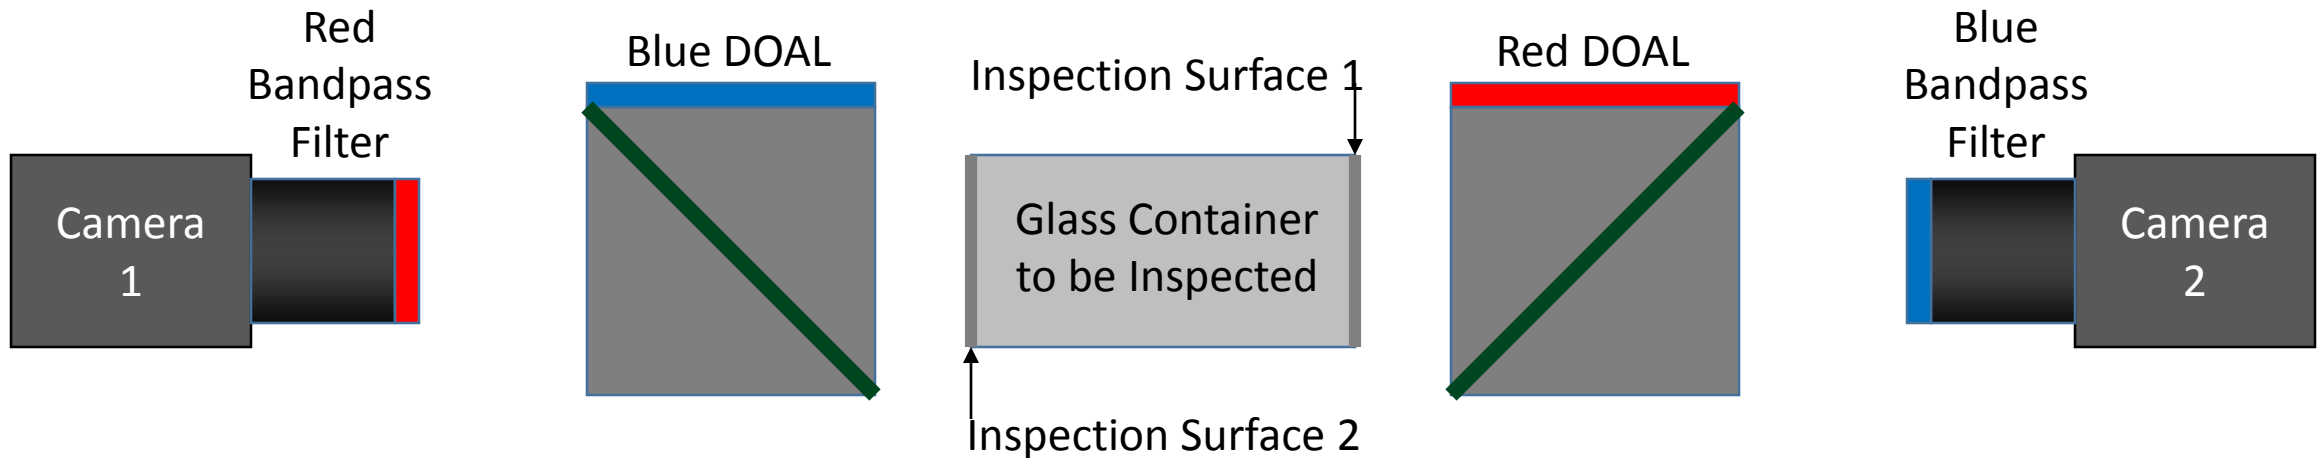 Red
Bandpass
Filter
Blue DOAL
Inspection Surface 1
Red DOAL
Blue
Bandpass
Filter
Camera
1
Glass Container
to be Inspected
Camera
2
Inspection Surface 2